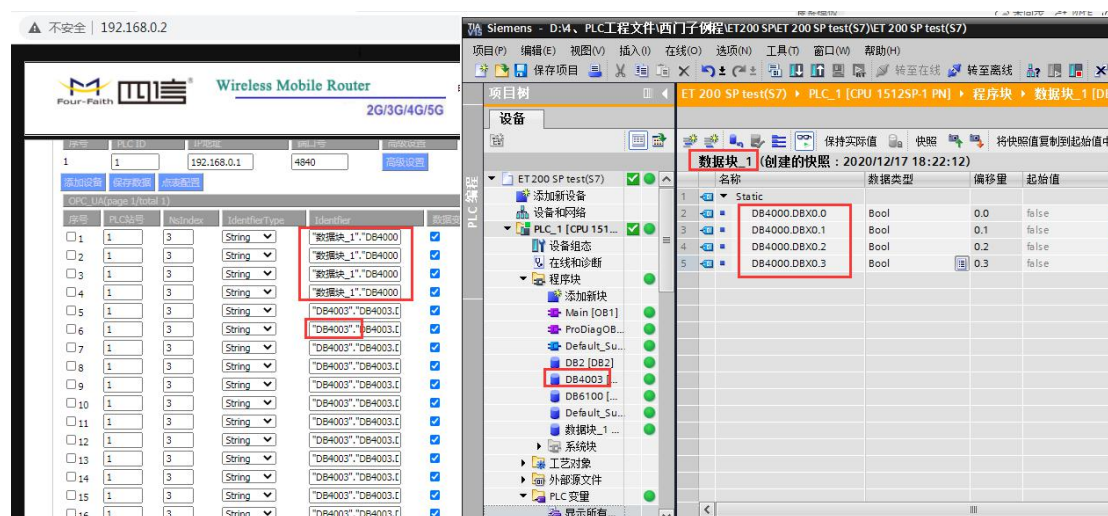 不安全 | 192.168.0.2
Four-Faith 四信
Wireless Mobile Router
2G/3G/4G/5G
序号 PLC ID IP地址 端口号 高级设置
1 1 192.168.0.1 4840 高级设置
添加设备 保存数据 点表配置
OPC_UA(page 1/total 1)
序号 PLC站号 NsIndex IdentifierType Identifier 数据变
1 1 3 String "数据块_1"."DB4000
2 1 3 String "数据块_1"."DB4000
3 1 3 String "数据块_1"."DB4000
4 1 3 String "数据块_1"."DB4000
5 1 3 String "DB4003"."DB4003.D
6 1 3 String "DB4003"."DB4003.D
7 1 3 String "DB4003"."DB4003.D
8 1 3 String "DB4003"."DB4003.D
9 1 3 String "DB4003"."DB4003.D
10 1 3 String "DB4003"."DB4003.D
11 1 3 String "DB4003"."DB4003.D
12 1 3 String "DB4003"."DB4003.D
13 1 3 String "DB4003"."DB4003.D
14 1 3 String "DB4003"."DB4003.D
15 1 3 String "DB4003"."DB4003.D
16 1 3 String "DB4003"."DB4003.D
Siemens - D:\4、PLC工程文件\西门子例程\ET200 SP\ET 200 SP test(S7)\ET 200 SP test(S7)
项目(P) 编辑(E) 视图(V) 插入(I) 在线(O) 选项(N) 工具(T) 窗口(W) 帮助(H)
保存项目 转至在线 转至离线
项目树
ET 200 SP test(S7) PLC_1 [CPU 1512SP-1 PN] 程序块 数据块_1 [D
设备
PLC 编程
ET200 SP test(S7)
添加新设备
设备和网络
PLC_1 [CPU 151...
设备组态
在线和诊断
程序块
添加新块
Main [OB1]
ProDiagOB...
Default_Su...
DB2 [DB2]
DB4003 [...
DB6100 [...
Default_Su...
数据块_1 ...
系统块
工艺对象
外部源文件
PLC 变量
显示所有...
保持实际值 快照 将快照值复制到起始值中
数据块_1 (创建的快照：2020/12/17 18:22:12)
名称 数据类型 偏移量 起始值
1 Static
2 DB4000.DBX0.0 Bool 0.0 false
3 DB4000.DBX0.1 Bool 0.1 false
4 DB4000.DBX0.2 Bool 0.2 false
5 DB4000.DBX0.3 Bool 0.3 false